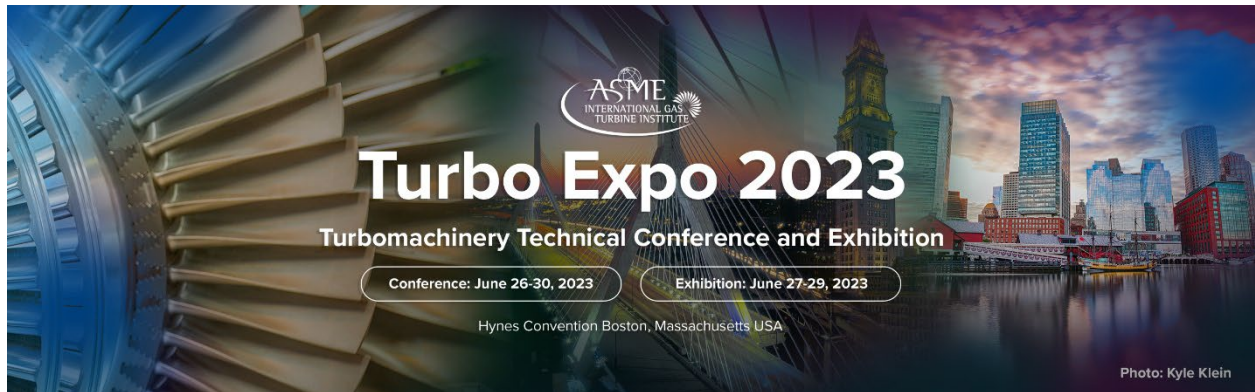 ASME
INTERNATIONAL GAS
TURBINE INSTITUTE
Turbo Expo 2023
Turbomachinery Technical Conference and Exhibition
Conference: June 26-30, 2023
Exhibition: June 27-29, 2023
Hynes Convention Boston, Massachusetts USA
Photo: Kyle Klein